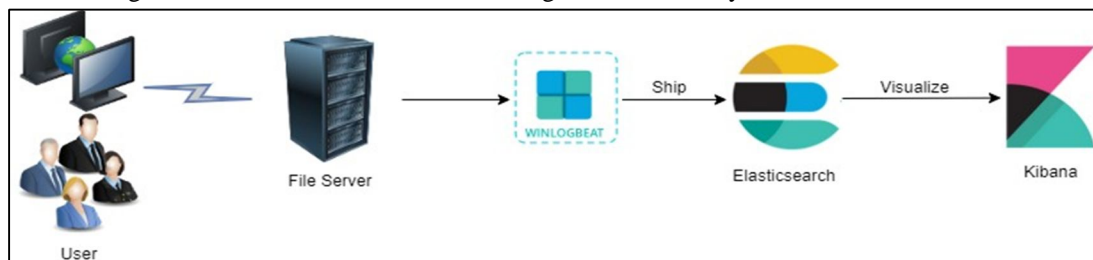 User
File Server
WINLOGBEAT
Ship
Elasticsearch
Visualize
Kibana